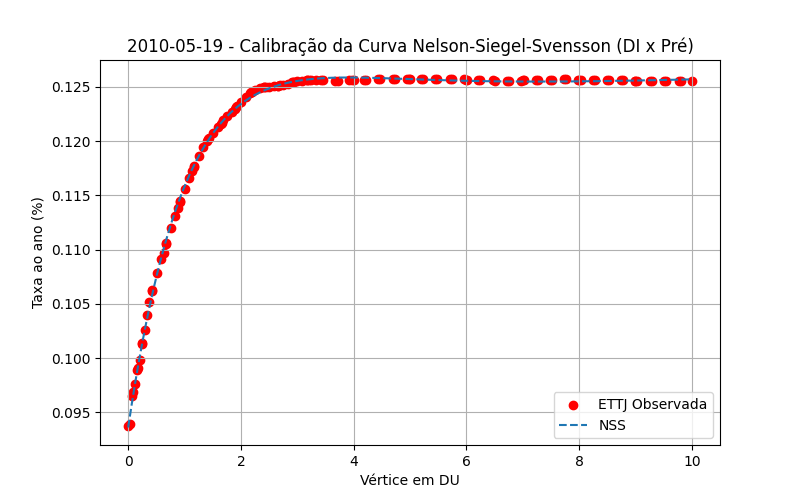 2010-05-19 - Calibração da Curva Nelson-Siegel-Svensson (DI x Pré)
Taxa ao ano (%)
0.125
0.120
0.115
0.110
0.105
0.100
0.095
ETTJ Observada
NSS
0 2 4 6 8 10
Vértice em DU